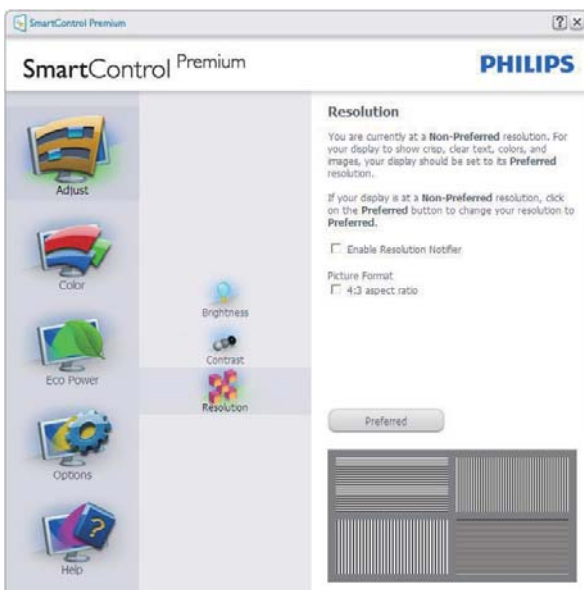 SmartControl Premium
SmartControl Premium
PHILIPS
Adjust
Color
Eco Power
Options
Help
Brightness
Contrast
Resolution
Resolution
You are currently at a Non-Preferred resolution. For
your display to show crisp, clear text, colors, and
images, your display should be set to its Preferred
resolution.
If your display is at a Non-Preferred resolution, click
on the Preferred button to change your resolution to
Preferred.
Enable Resolution Notifier
Picture Format
4:3 aspect ratio
Preferred